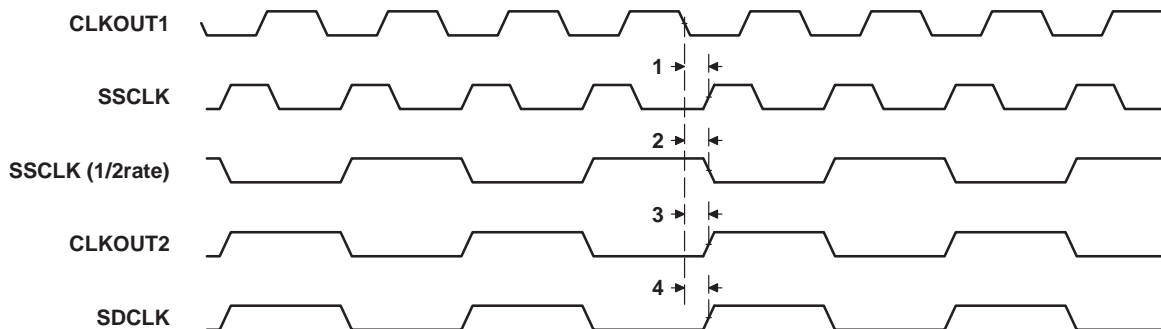 CLKOUT1
1
SSCLK
2
SSCLK (1/2rate)
3
CLKOUT2
4
SDCLK